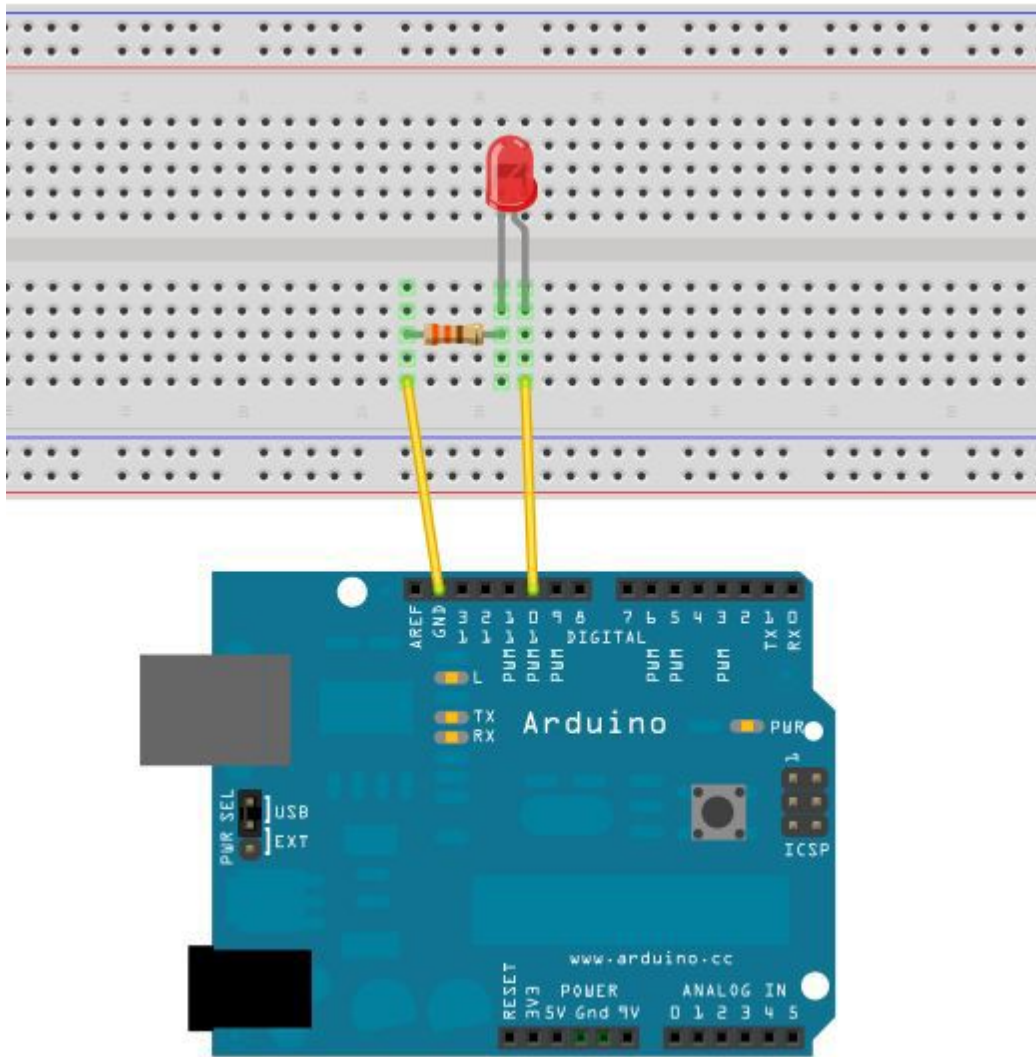 AREF
GND
13
12
PWM 11
PWM 10
PWM 9
8
7
PWM 6
PWM 5
4
PWM 3
2
TX 1
RX 0
DIGITAL
L
TX
RX
Arduino
PWR
1
ICSP
PWR SEL
USB
EXT
www.arduino.cc
POWER
ANALOG IN
RESET
3V3
5V Gnd 9V
0 1 2 3 4 5